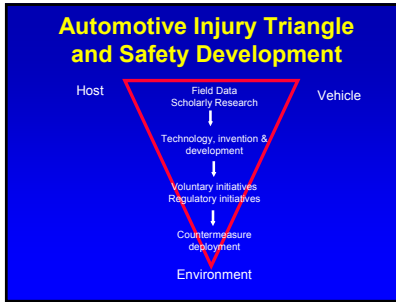 Automotive Injury Triangle
and Safety Development
Host
Vehicle
Field Data
Scholarly Research
Technology, invention &
development
Voluntary initiatives
Regulatory initiatives
Countermeasure
deployment
Environment